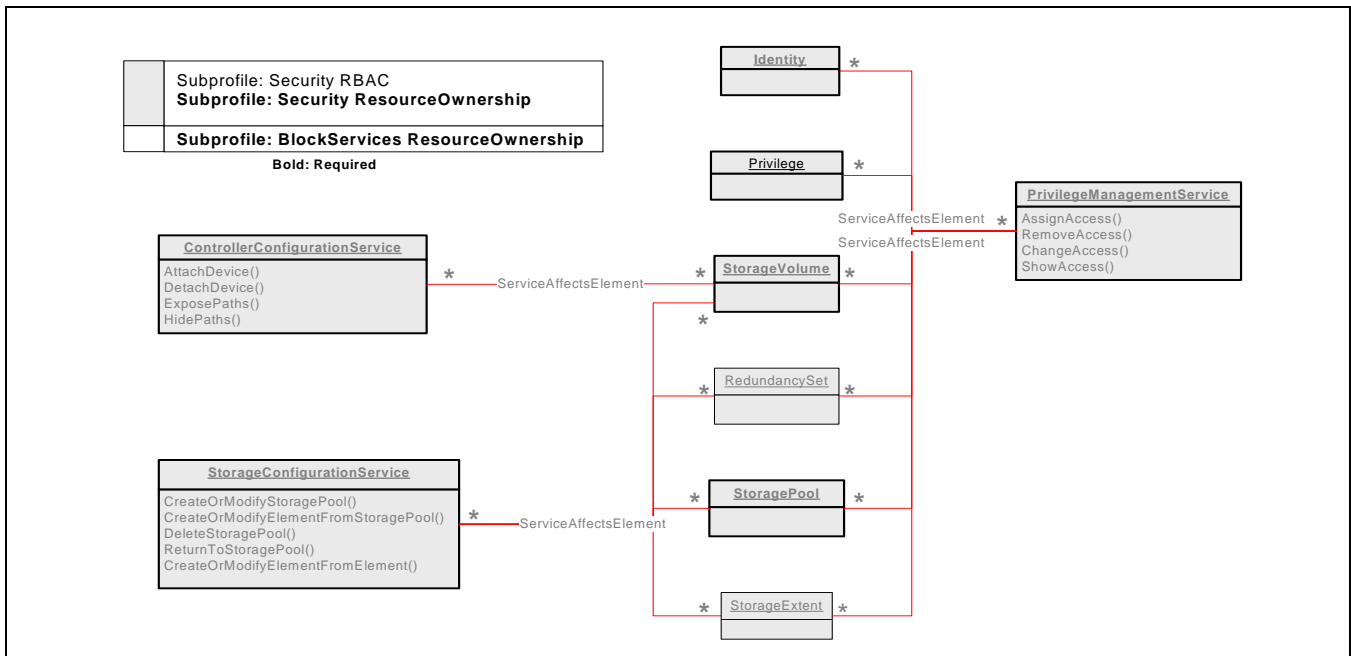 Subprofile: Security RBAC
Subprofile: Security ResourceOwnership
Subprofile: BlockServices ResourceOwnership
Bold: Required
Identity
*
Privilege
*
PrivilegeManagementService
AssignAccess()
RemoveAccess()
ChangeAccess()
ShowAccess()
ServiceAffectsElement *
ServiceAffectsElement
ControllerConfigurationService
AttachDevice()
DetachDevice()
ExposePaths()
HidePaths()
* ServiceAffectsElement *
StorageVolume
*
*
RedundancySet
* *
StorageConfigurationService
CreateOrModifyStoragePool()
CreateOrModifyElementFromStoragePool()
DeleteStoragePool()
ReturnToStoragePool()
CreateOrModifyElementFromElement()
* ServiceAffectsElement
StoragePool
* *
StorageExtent
* *